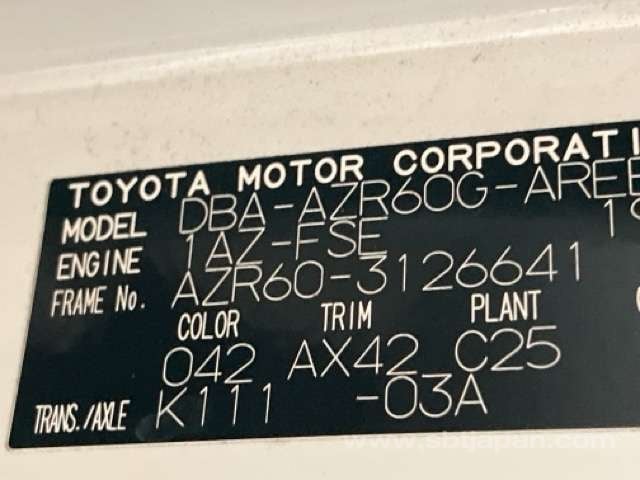 TOYOTA MOTOR CORPORATI
MODEL DBA-AZR60G-AREE
ENGINE 1AZ-FSE 19
FRAME No. AZR60-3126641
COLOR TRIM PLANT
042 AX42 C25
TRANS./AXLE K111 -03A
www.sbtjapan.com